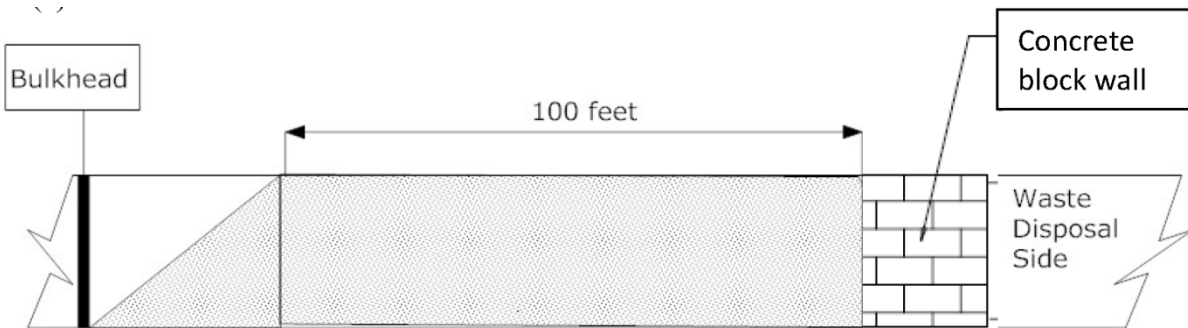 Bulkhead
100 feet
Concrete
block wall
Waste
Disposal
Side